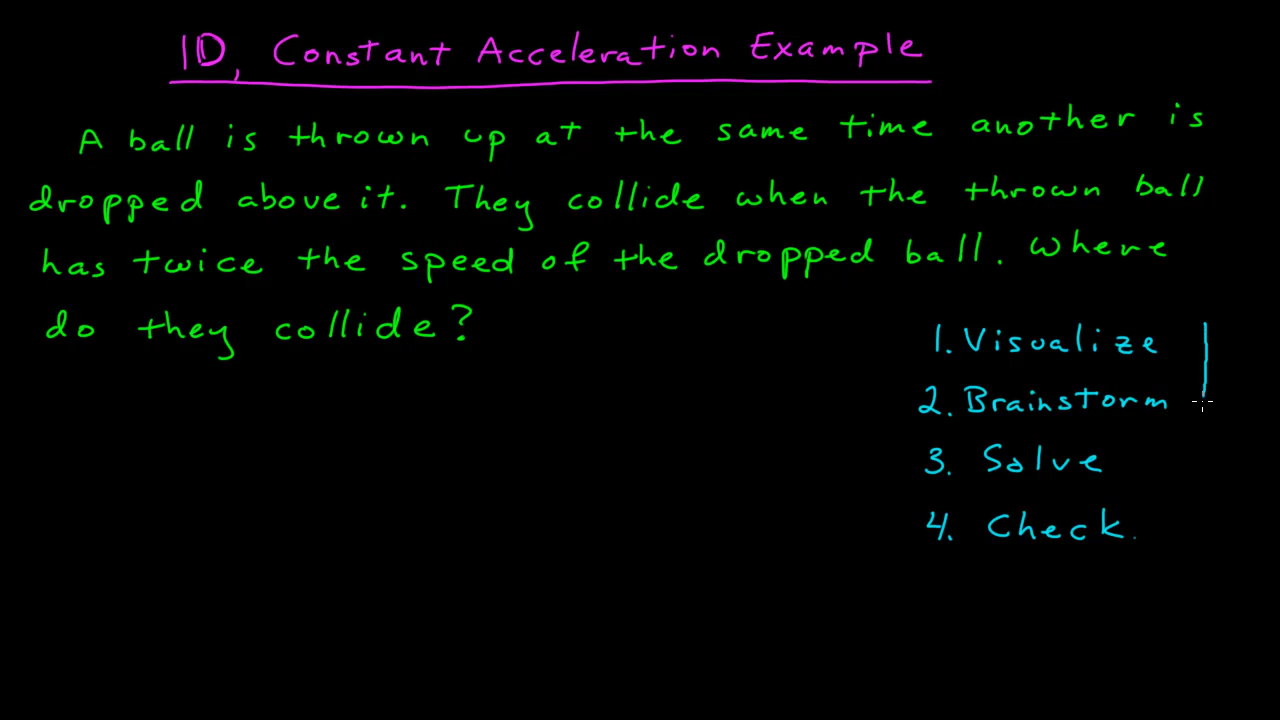 1D, Constant Acceleration Example
A ball is thrown up at the same time another is
dropped above it. They collide when the thrown ball
has twice the speed of the dropped ball. Where
do they collide?
1. Visualize
2. Brainstorm
3. Solve
4. Check.